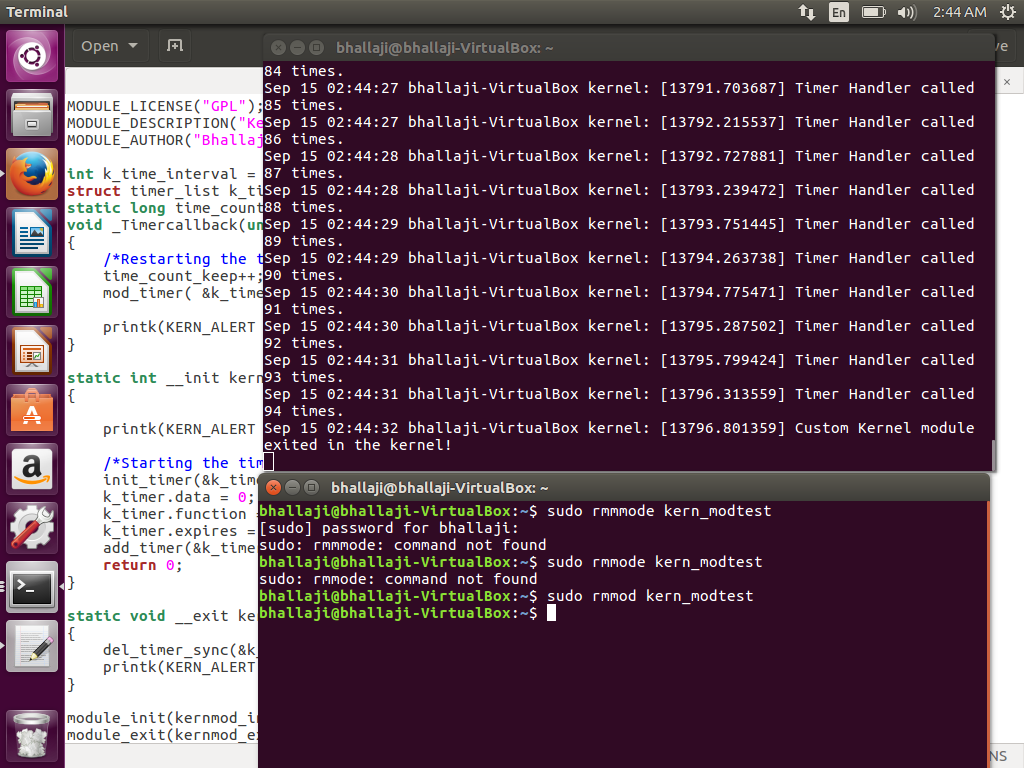 Terminal
En
2:44 AM
Open
ve
MODULE_LICENSE("GPL");
MODULE_DESCRIPTION("Ke
MODULE_AUTHOR("Bhallaj
int k_time_interval =
struct timer_list k_ti
static long time_count
void _Timercallback(un
{
/*Restarting the t
time_count_keep++;
mod_timer( &k_time
printk(KERN_ALERT
}
static int __init kern
{
printk(KERN_ALERT
/*Starting the tim
init_timer(&k_time
k_timer.data = 0;
k_timer.function =
k_timer.expires =
add_timer(&k_time
return 0;
}
static void __exit ke
{
del_timer_sync(&k_
printk(KERN_ALERT
}
module_init(kernmod_in
module_exit(kernmod_ex
NS
bhallaji@bhallaji-VirtualBox: ~
84 times.
Sep 15 02:44:27 bhallaji-VirtualBox kernel: [13791.703687] Timer Handler called
85 times.
Sep 15 02:44:27 bhallaji-VirtualBox kernel: [13792.215537] Timer Handler called
86 times.
Sep 15 02:44:28 bhallaji-VirtualBox kernel: [13792.727881] Timer Handler called
87 times.
Sep 15 02:44:28 bhallaji-VirtualBox kernel: [13793.239472] Timer Handler called
88 times.
Sep 15 02:44:29 bhallaji-VirtualBox kernel: [13793.751445] Timer Handler called
89 times.
Sep 15 02:44:29 bhallaji-VirtualBox kernel: [13794.263738] Timer Handler called
90 times.
Sep 15 02:44:30 bhallaji-VirtualBox kernel: [13794.775471] Timer Handler called
91 times.
Sep 15 02:44:30 bhallaji-VirtualBox kernel: [13795.287502] Timer Handler called
92 times.
Sep 15 02:44:31 bhallaji-VirtualBox kernel: [13795.799424] Timer Handler called
93 times.
Sep 15 02:44:31 bhallaji-VirtualBox kernel: [13796.313559] Timer Handler called
94 times.
Sep 15 02:44:32 bhallaji-VirtualBox kernel: [13796.801359] Custom Kernel module
exited in the kernel!
bhallaji@bhallaji-VirtualBox: ~
bhallaji@bhallaji-VirtualBox:~$ sudo rmmmode kern_modtest
[sudo] password for bhallaji:
sudo: rmmmode: command not found
bhallaji@bhallaji-VirtualBox:~$ sudo rmmode kern_modtest
sudo: rmmode: command not found
bhallaji@bhallaji-VirtualBox:~$ sudo rmmod kern_modtest
bhallaji@bhallaji-VirtualBox:~$